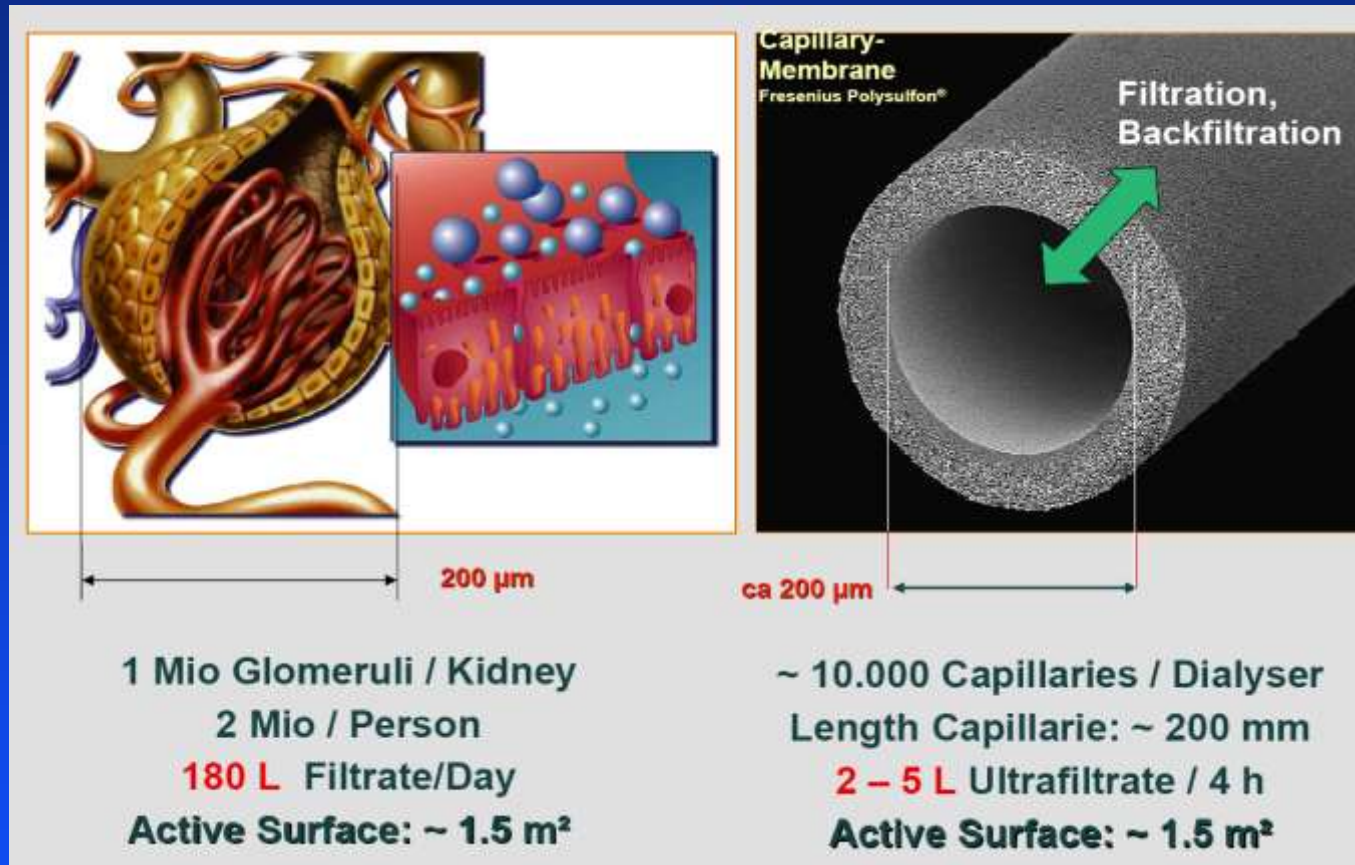 Capillary-
Membrane
Fresenius Polysulfon®
Filtration,
Backfiltration
200 µm
ca 200 µm
1 Mio Glomeruli / Kidney
2 Mio / Person
180 L Filtrate/Day
Active Surface: ~ 1.5 m²
~ 10.000 Capillaries / Dialyser
Length Capillarie: ~ 200 mm
2 – 5 L Ultrafiltrate / 4 h
Active Surface: ~ 1.5 m²